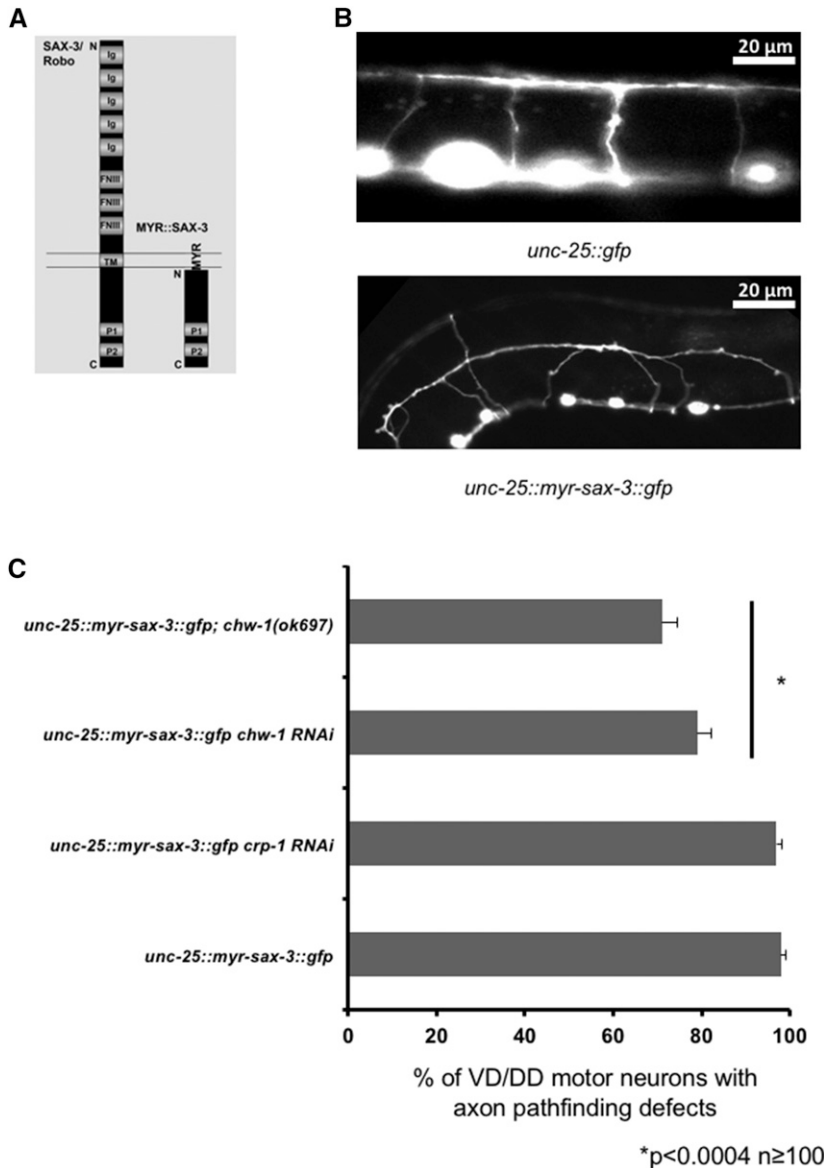 A
SAX-3/
Robo
N
Ig
Ig
Ig
Ig
Ig
FNIII
FNIII
FNIII
MYR::SAX-3
TM
MYR
N
P1
P2
C
P1
P2
C
B
20 µm
unc-25::gfp
20 µm
unc-25::myr-sax-3::gfp
C
unc-25::myr-sax-3::gfp; chw-1(ok697)
unc-25::myr-sax-3::gfp chw-1 RNAi
unc-25::myr-sax-3::gfp crp-1 RNAi
unc-25::myr-sax-3::gfp
*
0 20 40 60 80 100
% of VD/DD motor neurons with
axon pathfinding defects
*p<0.0004 n≥100